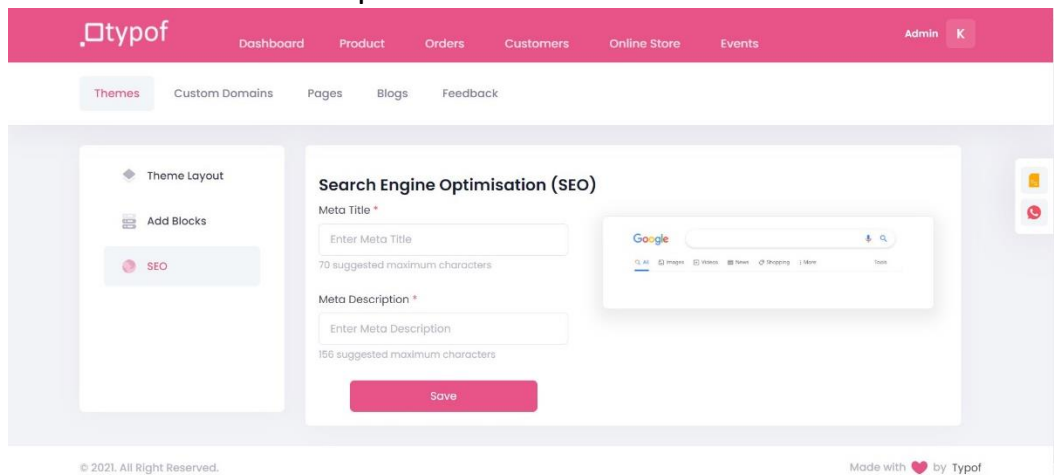 typof
Dashboard Product Orders Customers Online Store Events
Admin K
Themes Custom Domains Pages Blogs Feedback
Theme Layout
Add Blocks
SEO
Search Engine Optimisation (SEO)
Meta Title *
Enter Meta Title
70 suggested maximum characters
Meta Description *
Enter Meta Description
156 suggested maximum characters
Save
Google
All Images Videos News Shopping More Tools
© 2021. All Right Reserved.
Made with by Typof